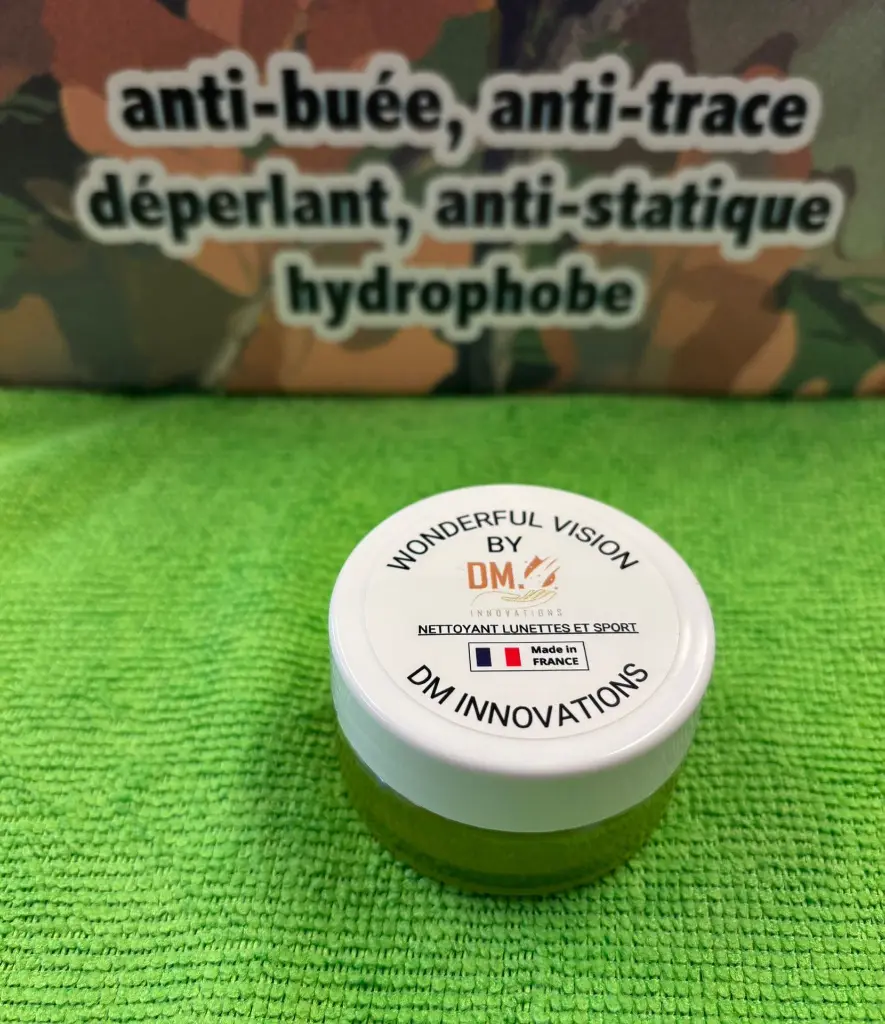 anti-buée, anti-trace
déperlant, anti-statique
hydrophobe
WONDERFUL VISION
BY
DM.
INNOVATIONS
NETTOYANT LUNETTES ET SPORT
Made in
FRANCE
DM INNOVATIONS